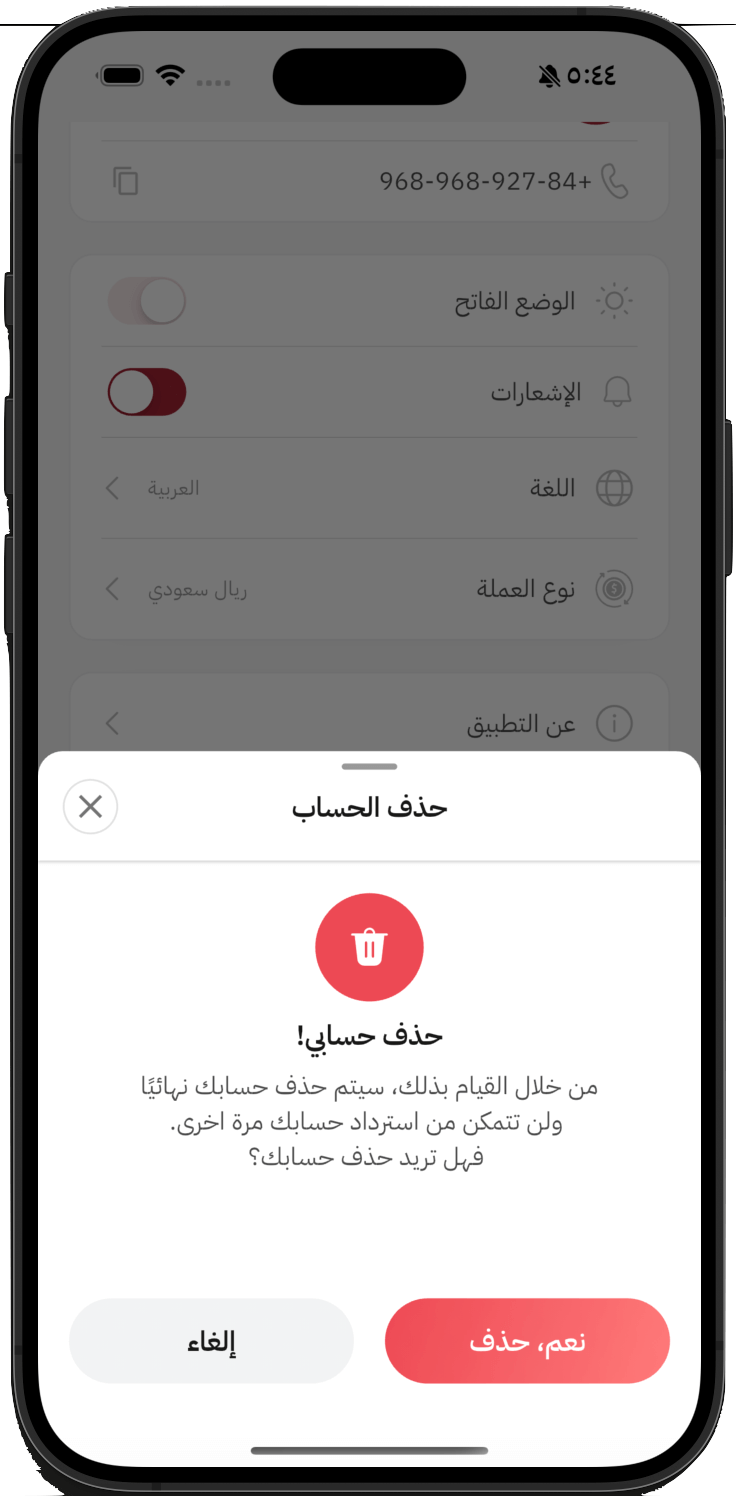 ٥:٤٤
+84-927-968-968
الوضع الفاتح
الإشعارات
اللغة
العربية
نوع العملة
ريال سعودي
عن التطبيق
حذف الحساب
حذف حسابي!
من خلال القيام بذلك، سيتم حذف حسابك نهائيًا
ولن تتمكن من استرداد حسابك مرة اخرى.
فهل تريد حذف حسابك؟
نعم، حذف
إلغاء